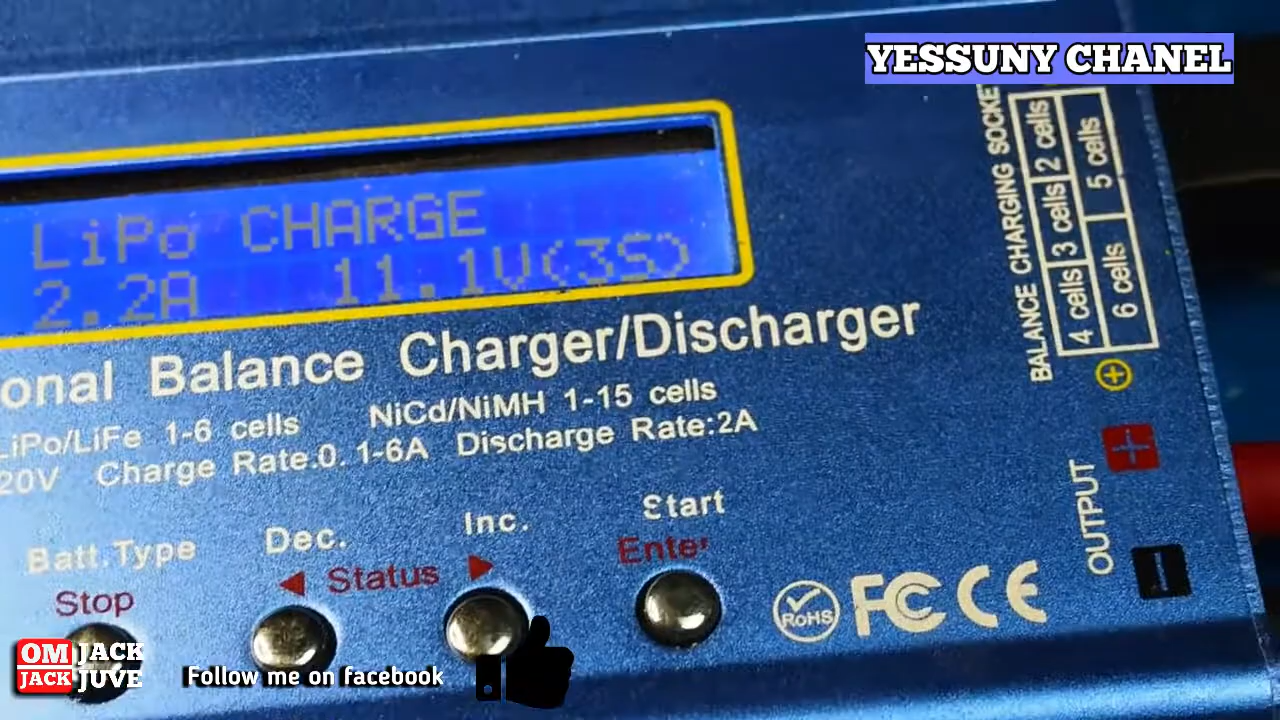 YESSUNY CHANEL
LiPo CHARGE
2.2A 11.1V(3S)
onal Balance Charger/Discharger
LiPo/LiFe 1-6 cells NiCd/NiMH 1-15 cells
20V Charge Rate.0.1-6A Discharge Rate:2A
Batt.Type Dec. Inc. Start
Stop ◀ Status ▶ Enter
BALANCE CHARGING SOCKET
4 cells 3 cells 2 cells
6 cells 5 cells
OUTPUT
+
-
RoHS FC CE
OM JACK
JACK JUVE
Follow me on facebook